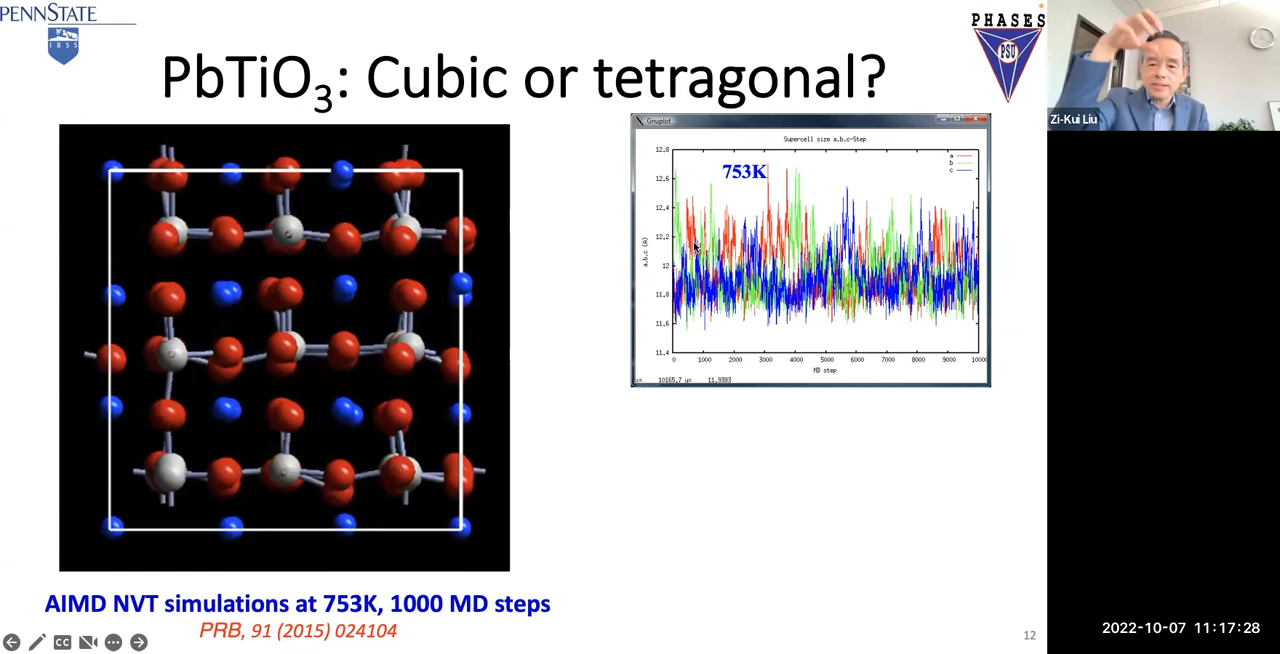 PENNSTATE
1855
PHASES
PSU
PbTiO3: Cubic or tetragonal?
Zi-Kui Liu
Gnuplot
Supercell size a,b,c-Step
753K
a
b
c
12.8
12.6
12.4
12.2
12
11.8
11.6
11.4
a,b,c (A)
0 1000 2000 3000 4000 5000 6000 7000 8000 9000 10000
MD step
10165.7 y= 11.9383
AIMD NVT simulations at 753K, 1000 MD steps
PRB, 91 (2015) 024104
CC
12
2022-10-07 11:17:28